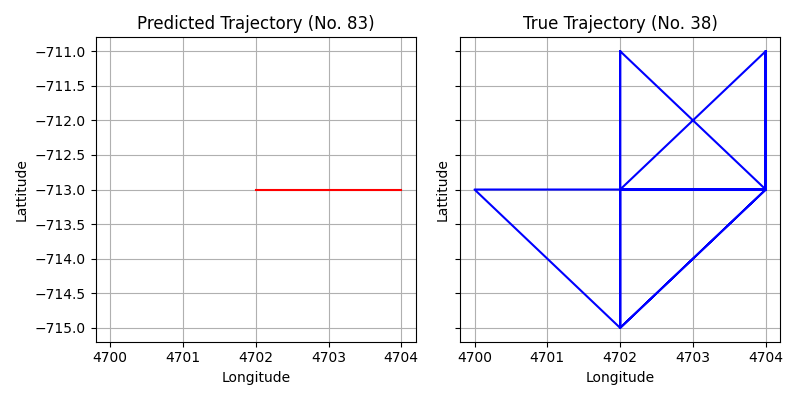 Predicted Trajectory (No. 83)
−711.0
−711.5
−712.0
−712.5
−713.0
−713.5
−714.0
−714.5
−715.0
Lattitude
4700 4701 4702 4703 4704
Longitude
True Trajectory (No. 38)
Lattitude
4700 4701 4702 4703 4704
Longitude